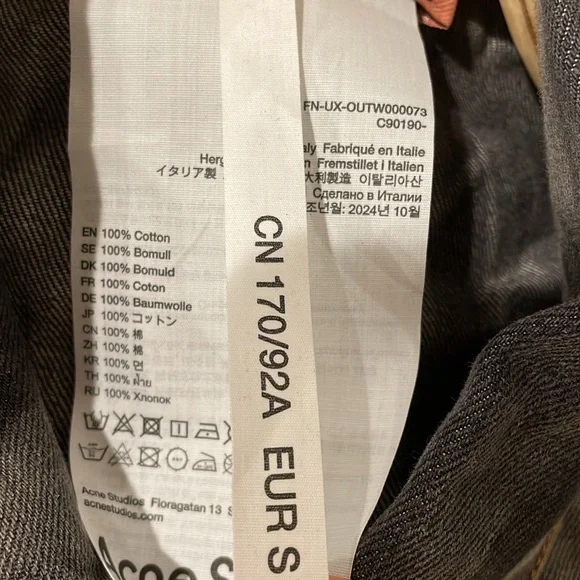 FN-UX-OUTW000073
C90190-
Fabriqué en Italie
Fremstillet i Italien
イタリア製 大利製造 이탈리아산
Сделано в Италии
조년월: 2024년 10월
EN 100% Cotton
SE 100% Bomull
DK 100% Bomuld
FR 100% Coton
DE 100% Baumwolle
JP 100% コットン
CN 100% 棉
ZH 100% 棉
KR 100% 면
TH 100% ฝ้าย
RU 100% Хлопок
Acne Studios Floragatan 13
acnestudios.com
Acne S
CN 170/92A EUR S